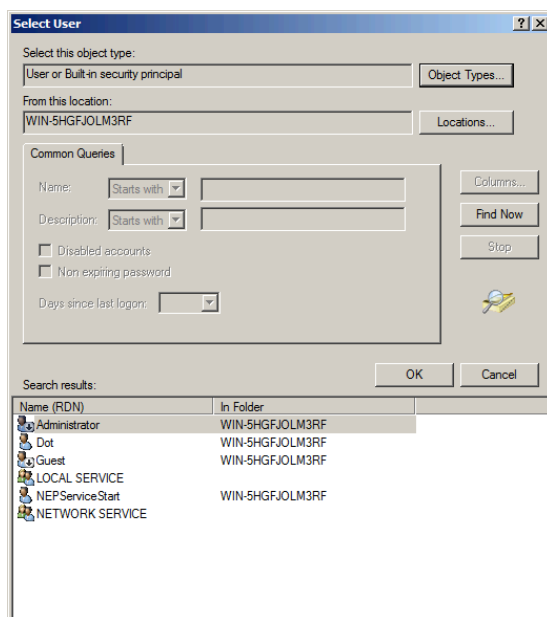 Select User
Select this object type:
User or Built-in security principal
Object Types...
From this location:
WIN-5HGFJOLM3RF
Locations...
Common Queries
Name: Starts with
Columns...
Description: Starts with
Find Now
Disabled accounts
Stop
Non expiring password
Days since last logon:
OK Cancel
Search results:
Name (RDN) In Folder
Administrator WIN-5HGFJOLM3RF
Dot WIN-5HGFJOLM3RF
Guest WIN-5HGFJOLM3RF
LOCAL SERVICE
NEPServiceStart WIN-5HGFJOLM3RF
NETWORK SERVICE